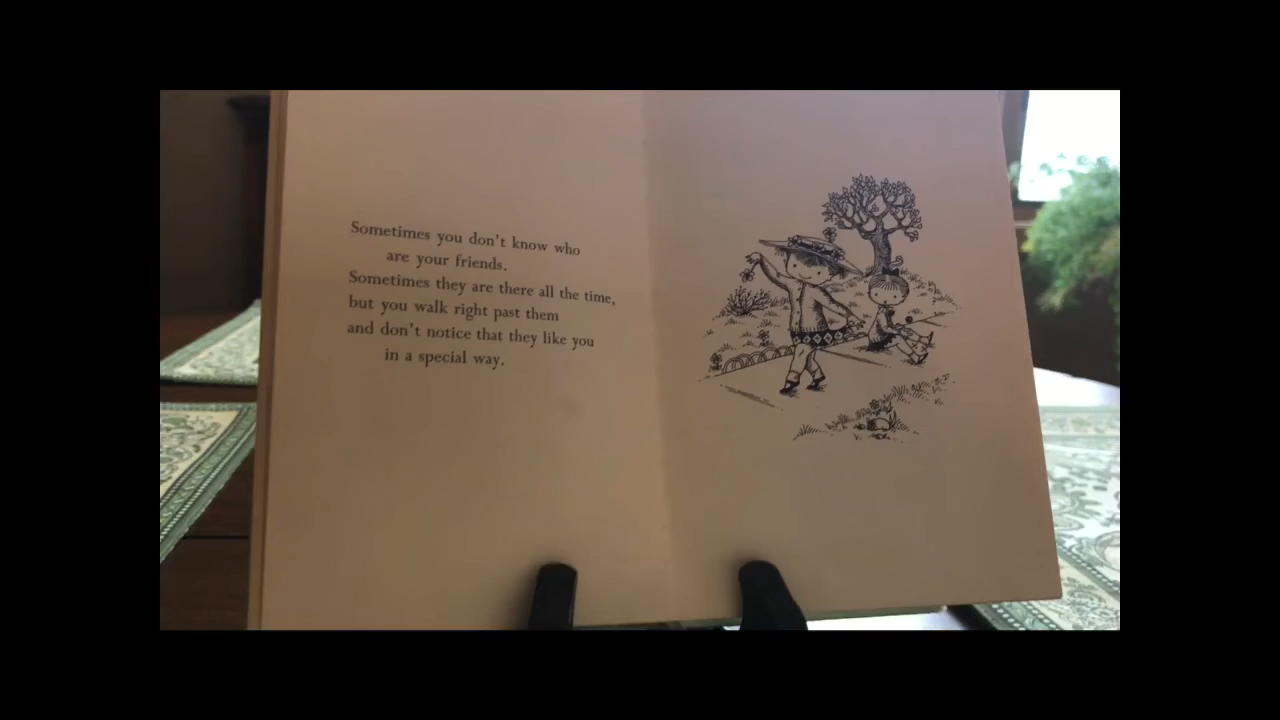 Sometimes you don't know who
are your friends.
Sometimes they are there all the time,
but you walk right past them
and don't notice that they like you
in a special way.